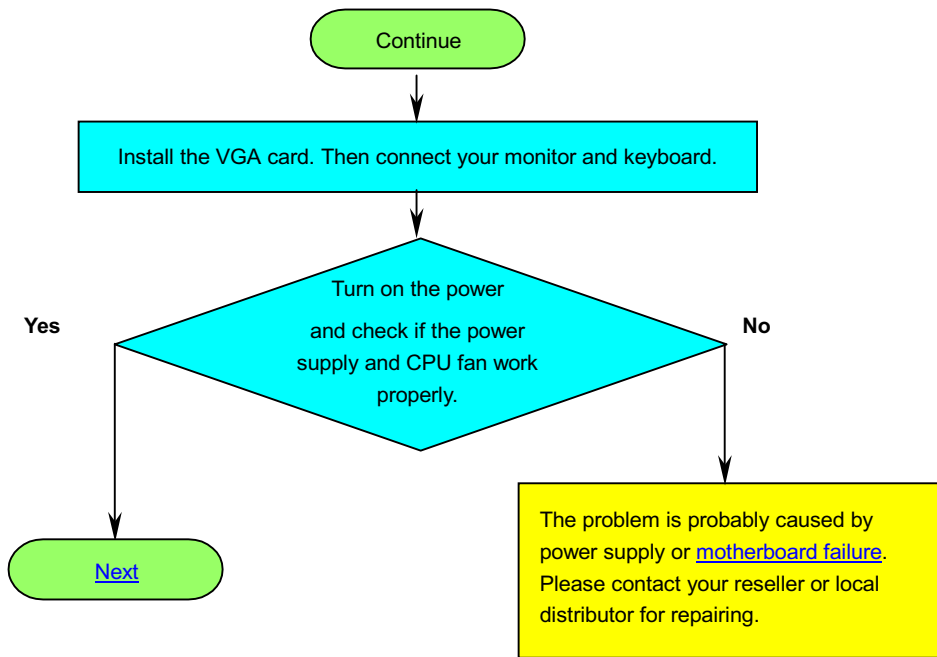 Continue
Install the VGA card. Then connect your monitor and keyboard.
Turn on the power
and check if the power
supply and CPU fan work
properly.
Yes
No
The problem is probably caused by
power supply or motherboard failure.
Please contact your reseller or local
distributor for repairing.
Next